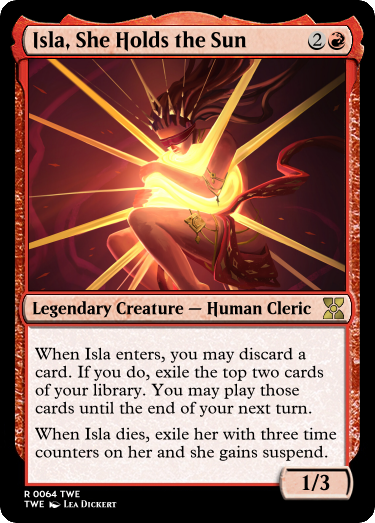 Isla, She Holds the Sun 2
Legendary Creature — Human Cleric
When Isla enters, you may discard a
card. If you do, exile the top two cards
of your library. You may play those
cards until the end of your next turn.
When Isla dies, exile her with three time
counters on her and she gains suspend.
1/3
R 0064 TWE
TWE Lea Dickert